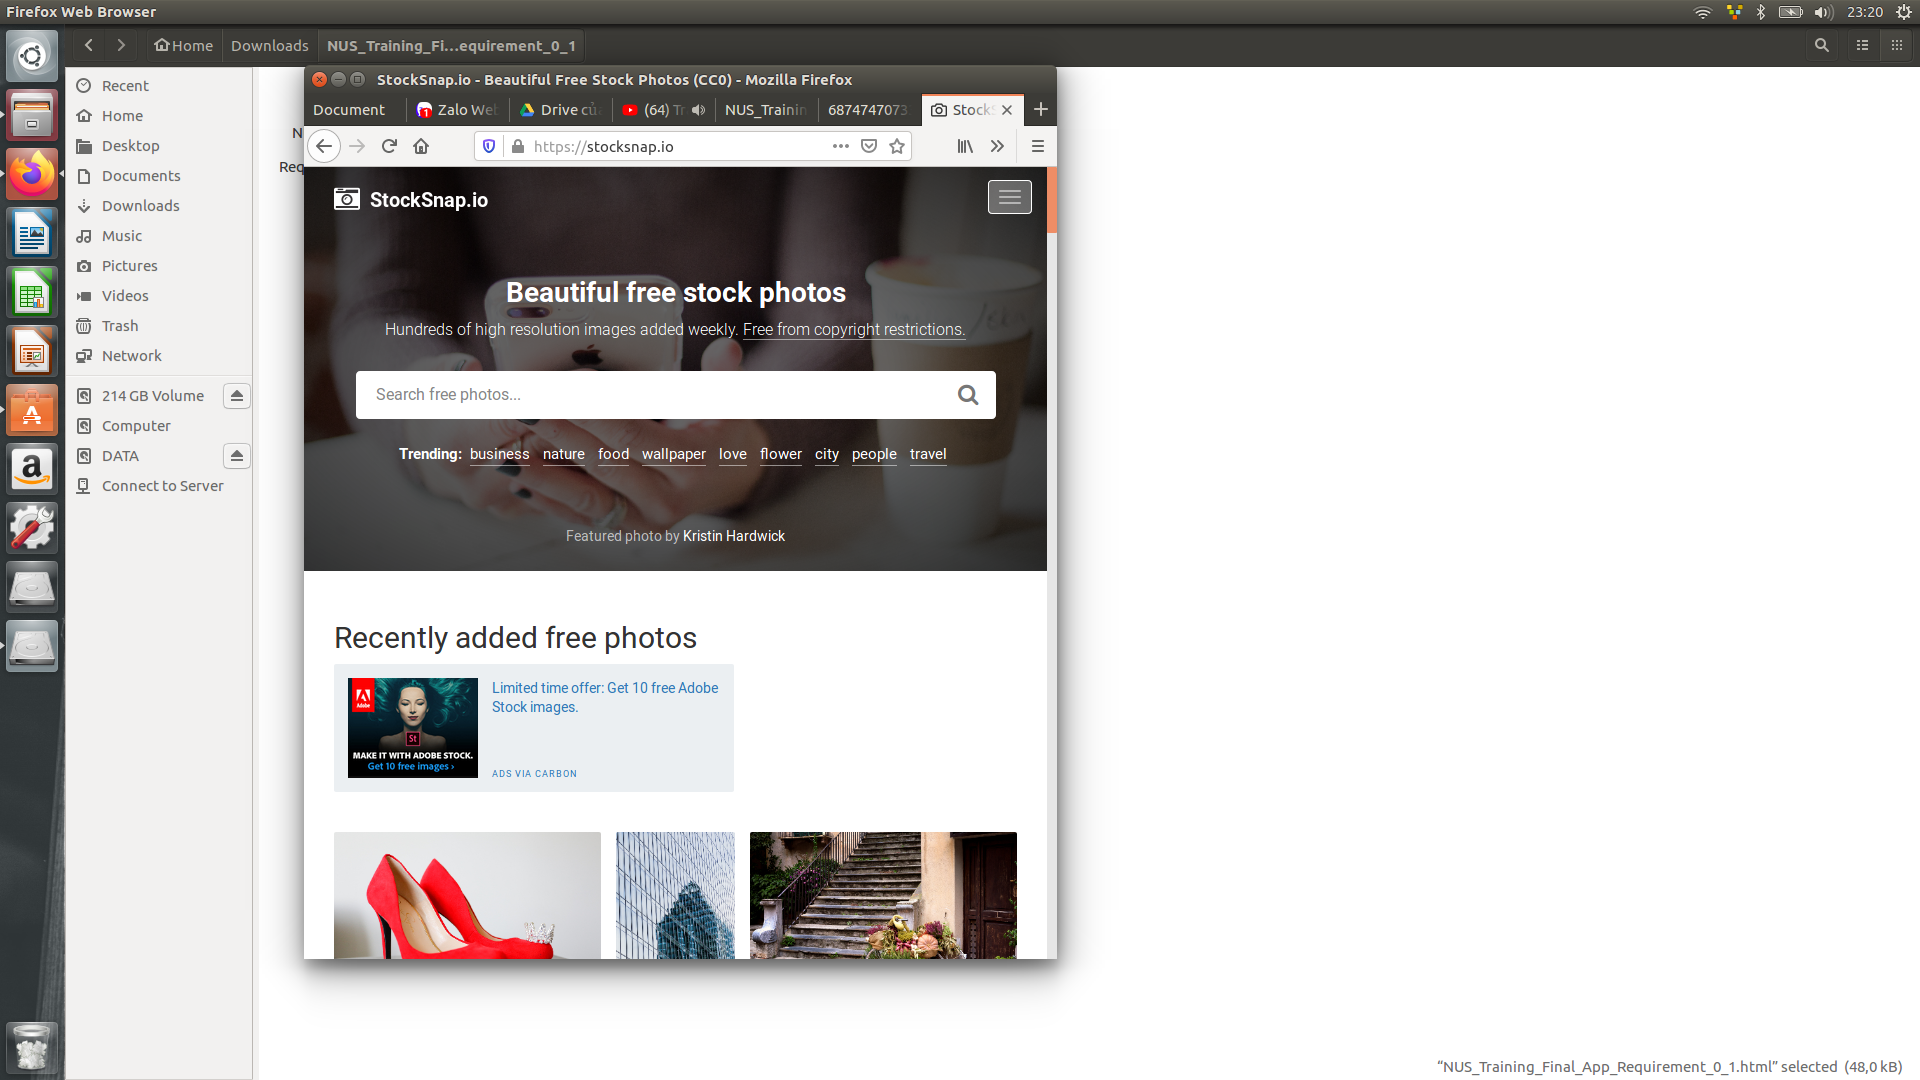 Firefox Web Browser
23:20
Home
Downloads
NUS_Training_Fi...equirement_0_1
Recent
Home
Desktop
Documents
Downloads
Music
Pictures
Videos
Trash
Network
214 GB Volume
Computer
DATA
Connect to Server
StockSnap.io - Beautiful Free Stock Photos (CC0) - Mozilla Firefox
Document
Zalo Web
Drive củ
(64) Tr
NUS_Trainin
6874747073
StockS
https://stocksnap.io
StockSnap.io
Beautiful free stock photos
Hundreds of high resolution images added weekly. Free from copyright restrictions.
Search free photos...
Trending: business nature food wallpaper love flower city people travel
Featured photo by Kristin Hardwick
Recently added free photos
Adobe
St
MAKE IT WITH ADOBE STOCK.
Get 10 free images ›
Limited time offer: Get 10 free Adobe
Stock images.
ADS VIA CARBON
“NUS_Training_Final_App_Requirement_0_1.html” selected (48,0 kB)